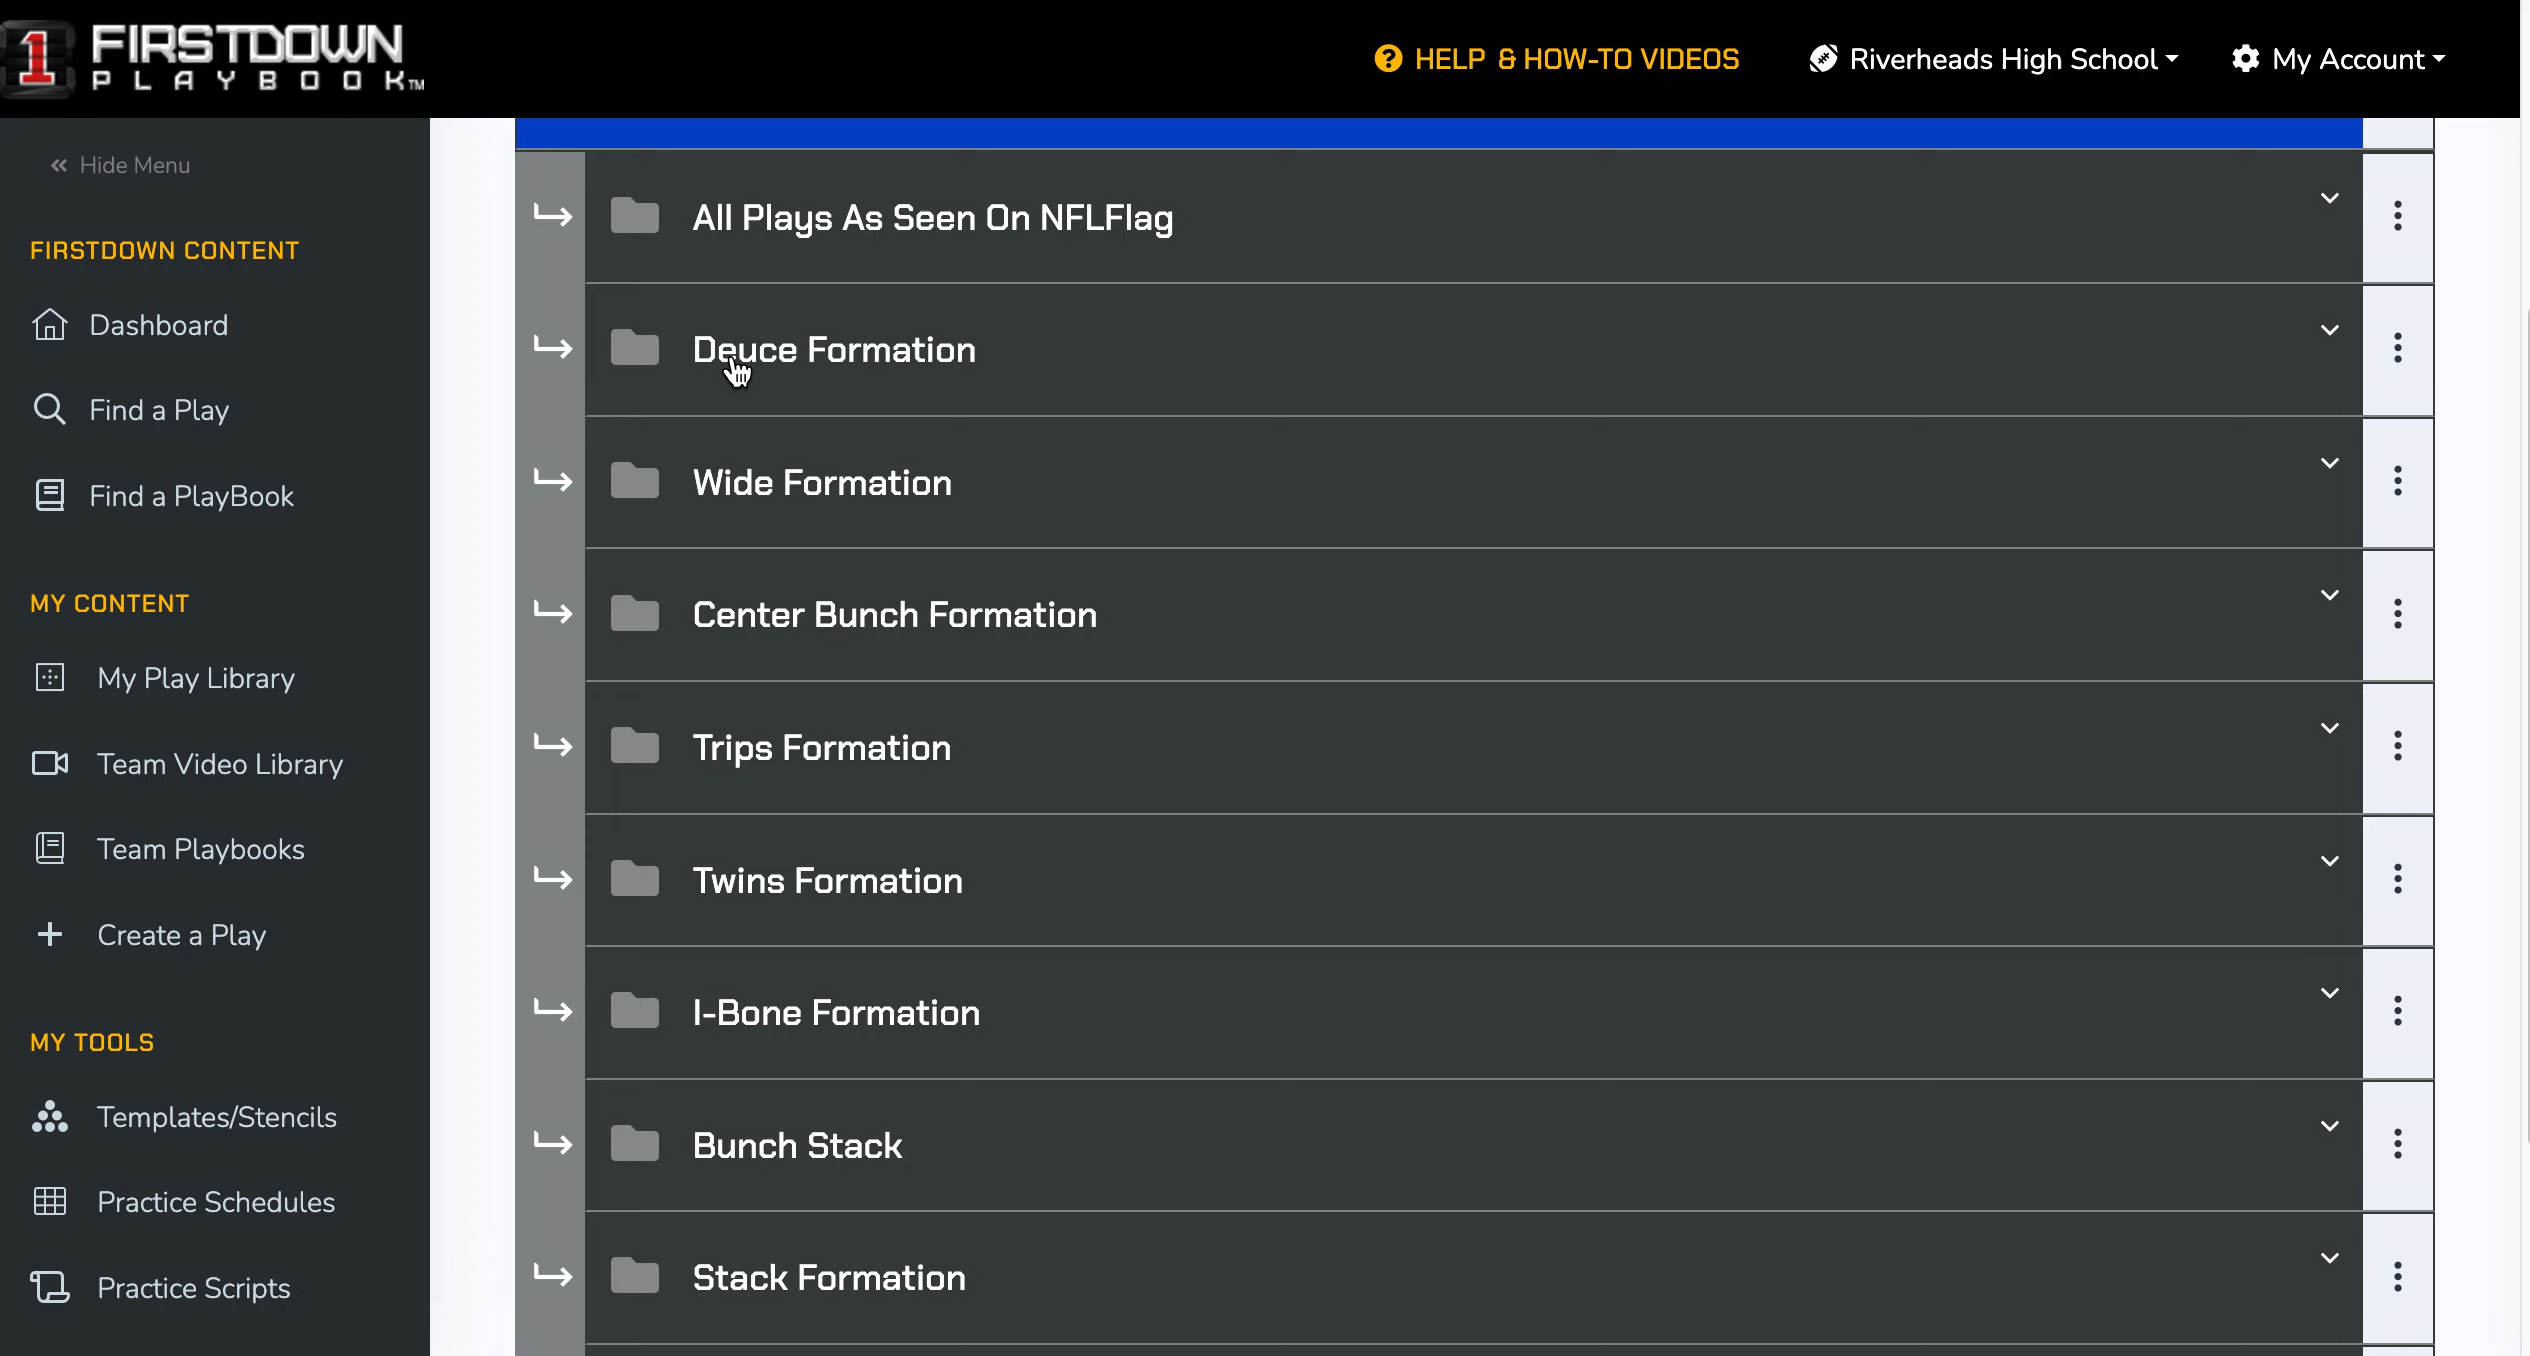 1 FIRSTDOWN
PLAYBOOK™
HELP & HOW-TO VIDEOS
Riverheads High School
My Account
« Hide Menu
FIRSTDOWN CONTENT
Dashboard
Find a Play
Find a PlayBook
MY CONTENT
My Play Library
Team Video Library
Team Playbooks
Create a Play
MY TOOLS
Templates/Stencils
Practice Schedules
Practice Scripts
All Plays As Seen On NFLFlag
Deuce Formation
Wide Formation
Center Bunch Formation
Trips Formation
Twins Formation
I-Bone Formation
Bunch Stack
Stack Formation